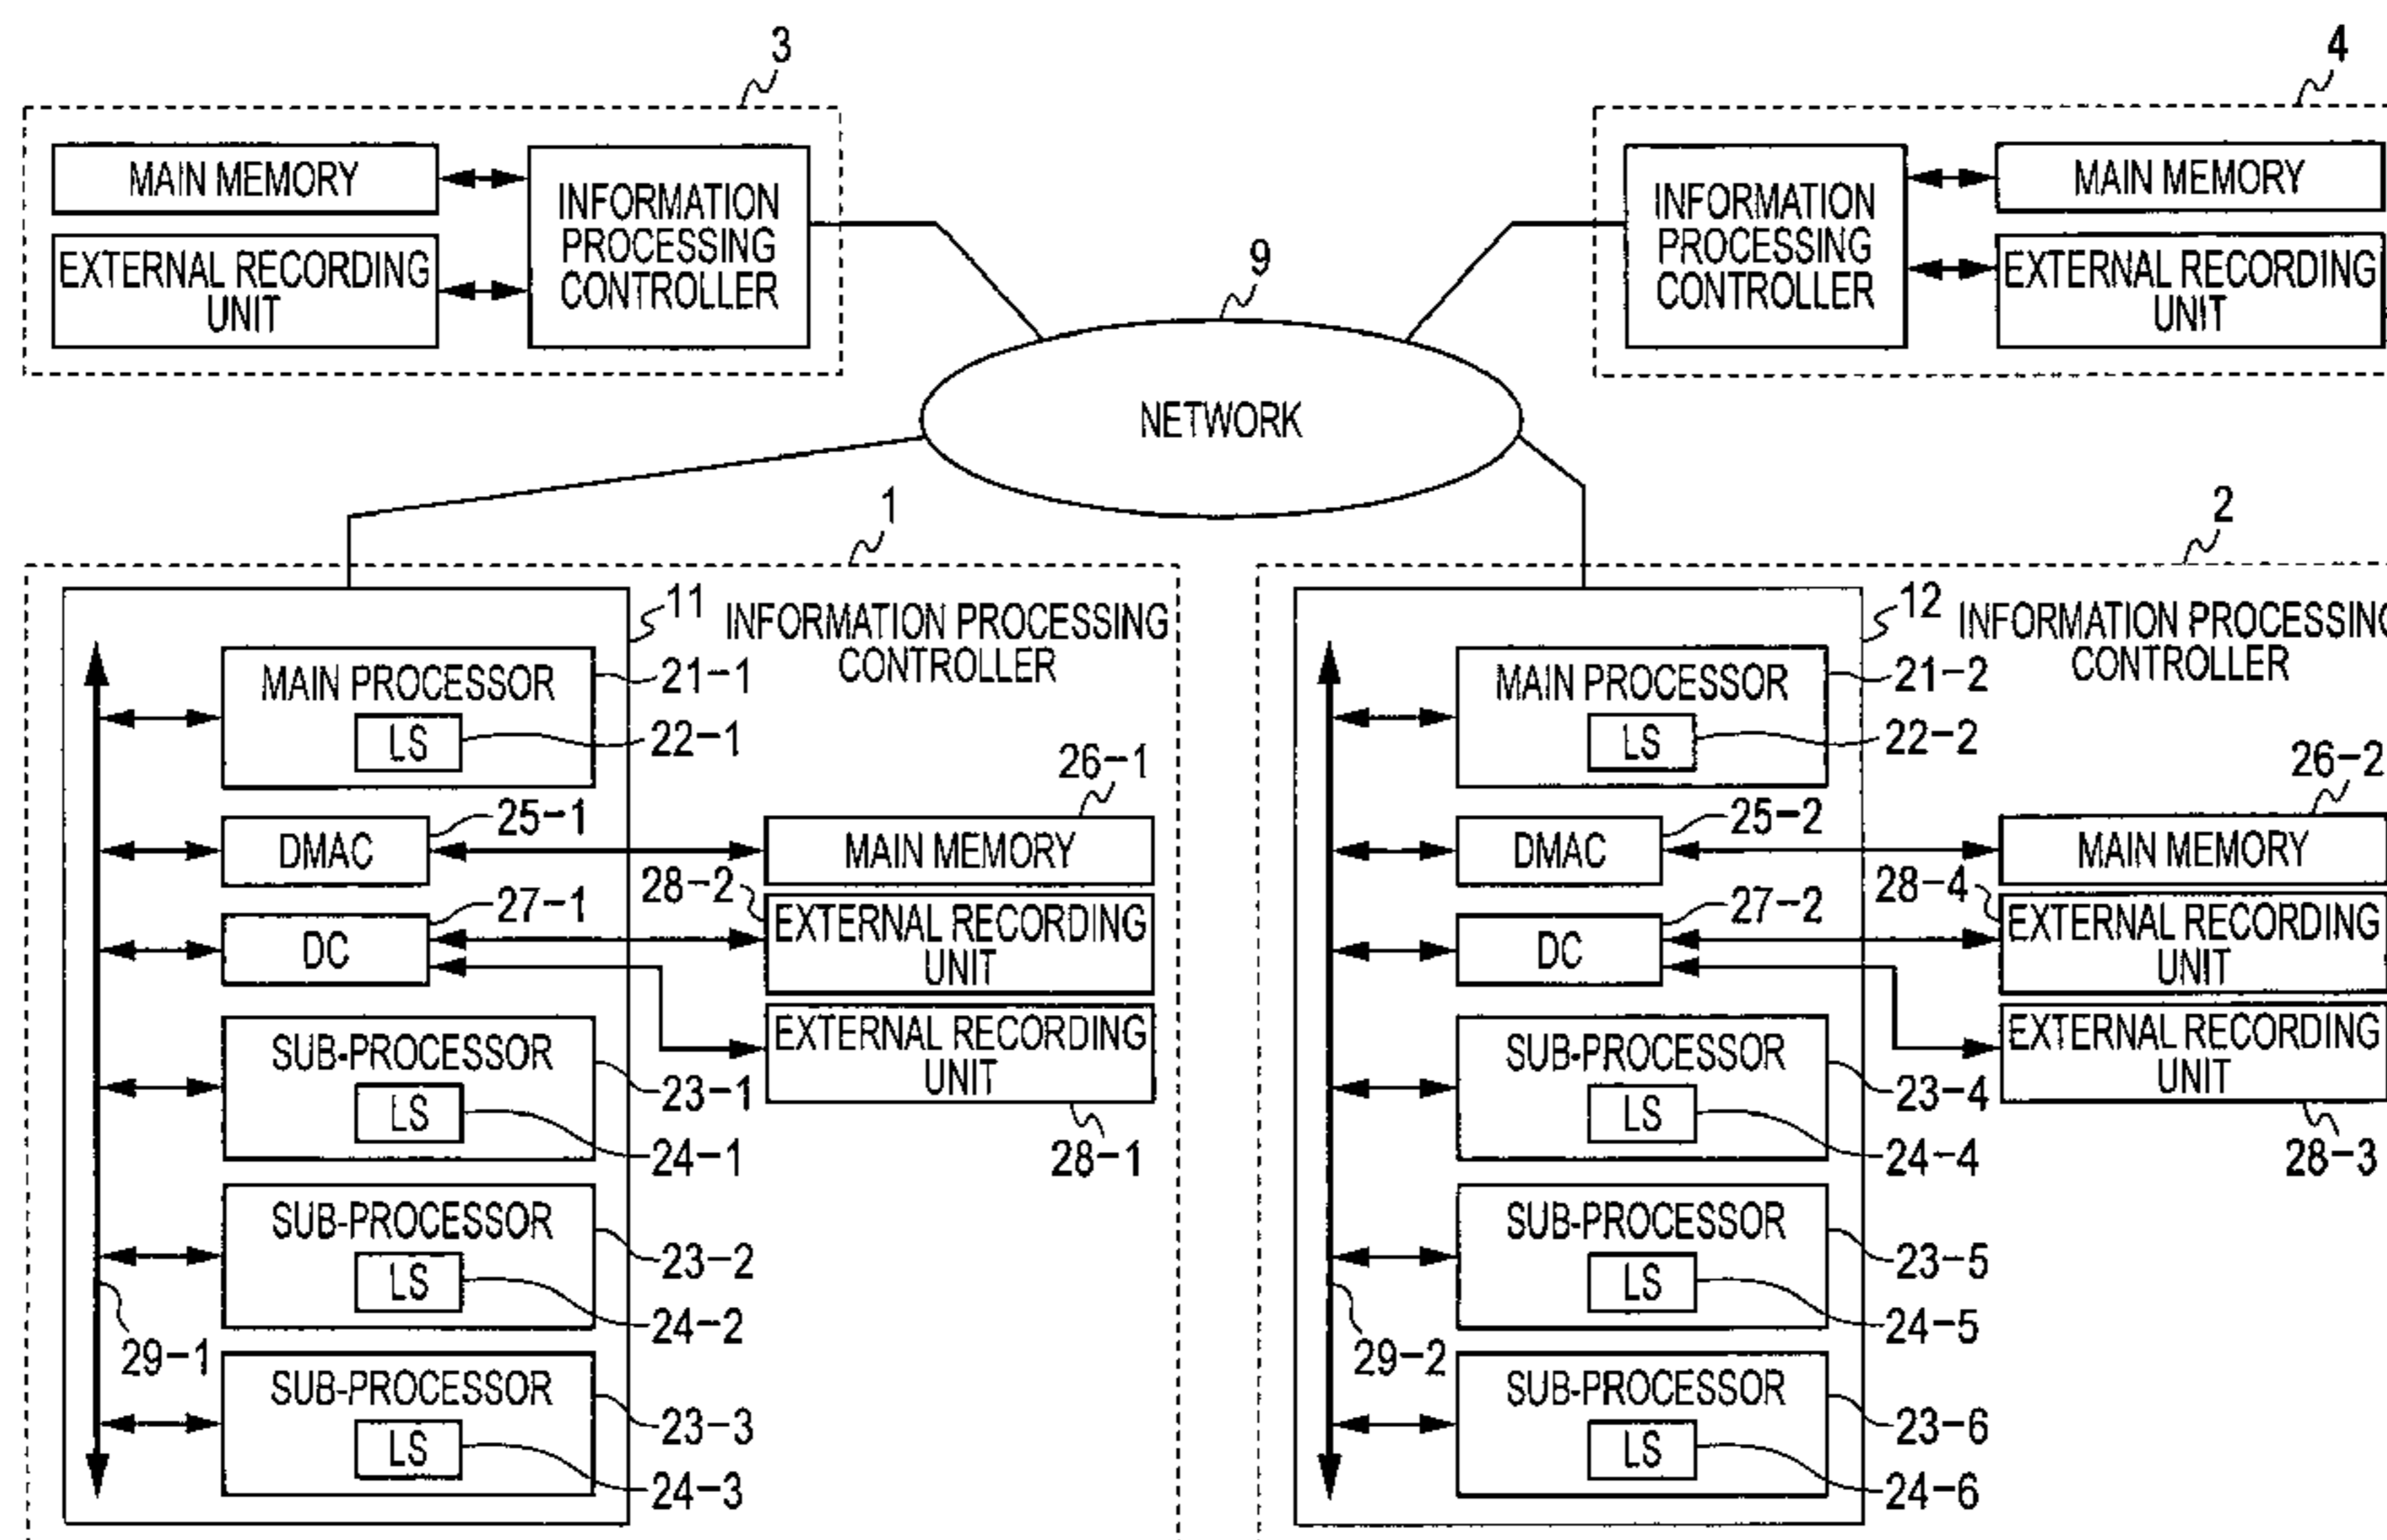 3
4
MAIN MEMORY
EXTERNAL RECORDING
UNIT
INFORMATION
PROCESSING
CONTROLLER
INFORMATION
PROCESSING
CONTROLLER
MAIN MEMORY
EXTERNAL RECORDING
UNIT
9
NETWORK
1
11
INFORMATION PROCESSING
CONTROLLER
MAIN PROCESSOR
21-1
LS
22-1
25-1
DMAC
26-1
MAIN MEMORY
28-2
27-1
DC
EXTERNAL RECORDING
UNIT
EXTERNAL RECORDING
UNIT
28-1
SUB-PROCESSOR
23-1
LS
24-1
SUB-PROCESSOR
23-2
LS
24-2
29-1
SUB-PROCESSOR
23-3
LS
24-3
2
12
INFORMATION PROCESSING
CONTROLLER
MAIN PROCESSOR
21-2
LS
22-2
25-2
DMAC
26-2
MAIN MEMORY
28-4
27-2
DC
EXTERNAL RECORDING
UNIT
EXTERNAL RECORDING
UNIT
28-3
SUB-PROCESSOR
23-4
LS
24-4
SUB-PROCESSOR
23-5
LS
24-5
29-2
SUB-PROCESSOR
23-6
LS
24-6